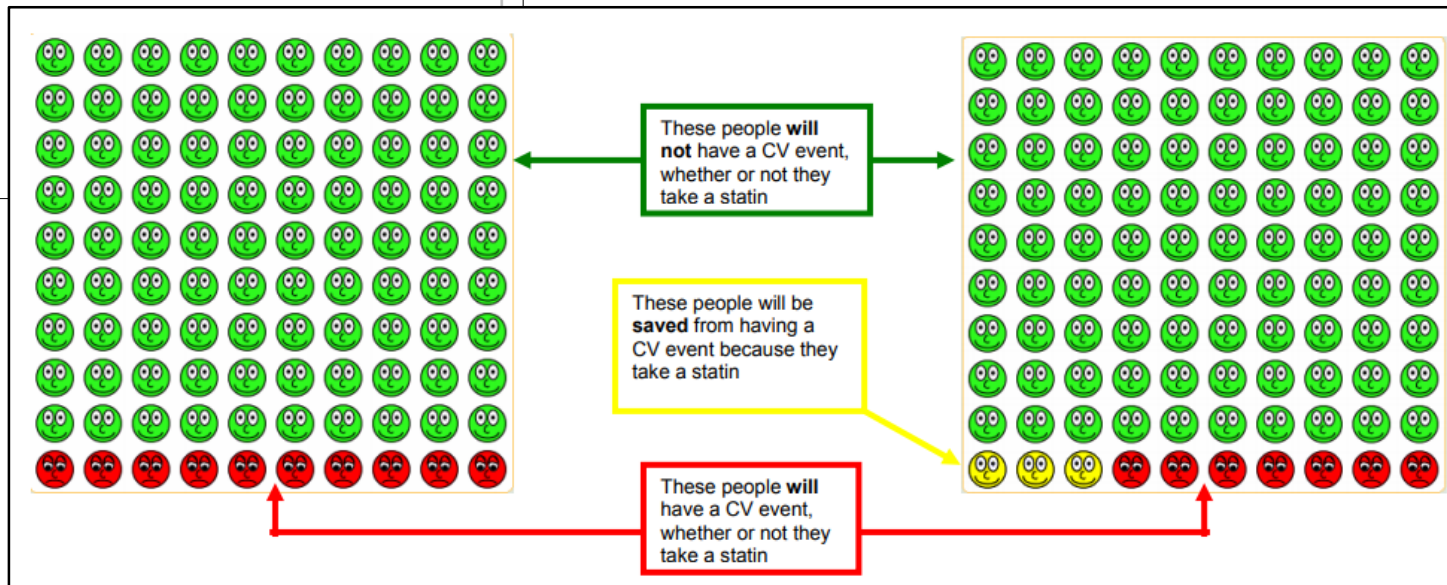 These people will
not have a CV event,
whether or not they
take a statin
These people will be
saved from having a
CV event because they
take a statin
These people will
have a CV event,
whether or not they
take a statin